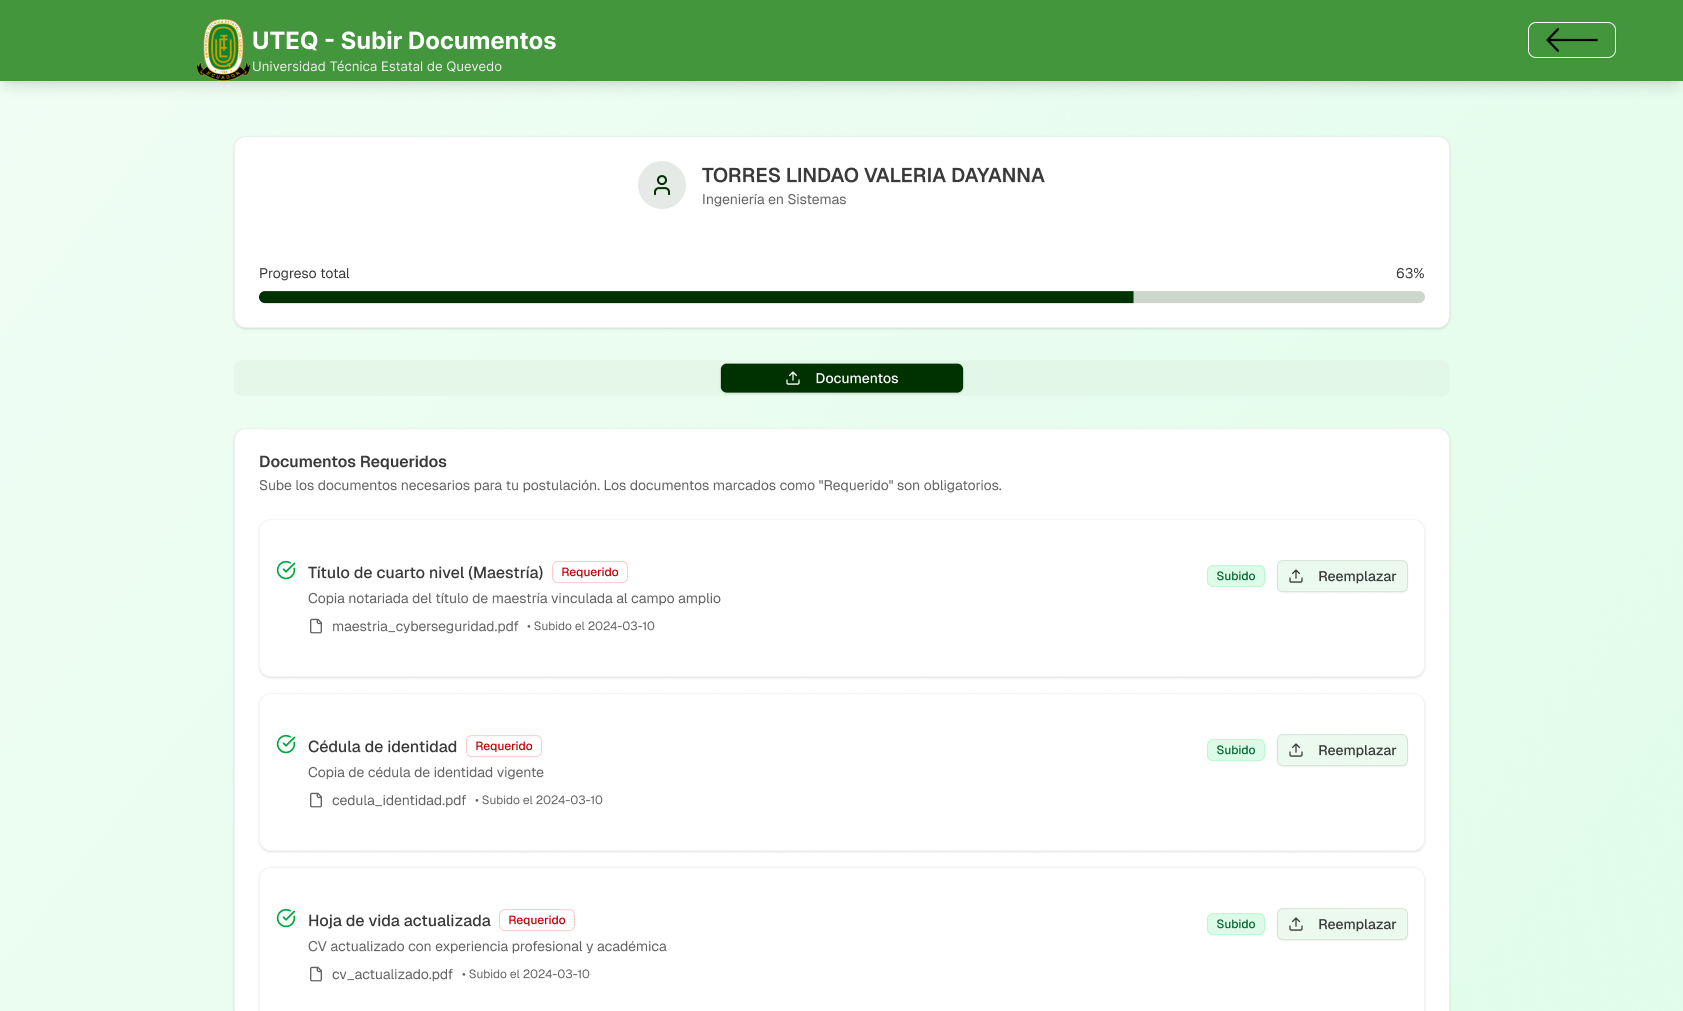 UTEQ - Subir Documentos
Universidad Técnica Estatal de Quevedo
TORRES LINDAO VALERIA DAYANNA
Ingeniería en Sistemas
Progreso total
63%
Documentos
Documentos Requeridos
Sube los documentos necesarios para tu postulación. Los documentos marcados como "Requerido" son obligatorios.
Título de cuarto nivel (Maestría) Requerido
Subido Reemplazar
Copia notariada del título de maestría vinculada al campo amplio
maestria_cyberseguridad.pdf • Subido el 2024-03-10
Cédula de identidad Requerido
Subido Reemplazar
Copia de cédula de identidad vigente
cedula_identidad.pdf • Subido el 2024-03-10
Hoja de vida actualizada Requerido
Subido Reemplazar
CV actualizado con experiencia profesional y académica
cv_actualizado.pdf • Subido el 2024-03-10